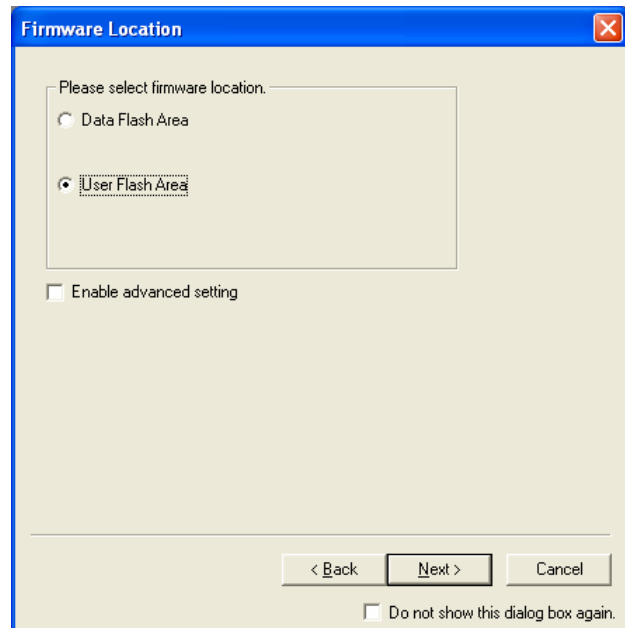 Firmware Location
Please select firmware location.
Data Flash Area
User Flash Area
Enable advanced setting
< Back Next > Cancel
Do not show this dialog box again.